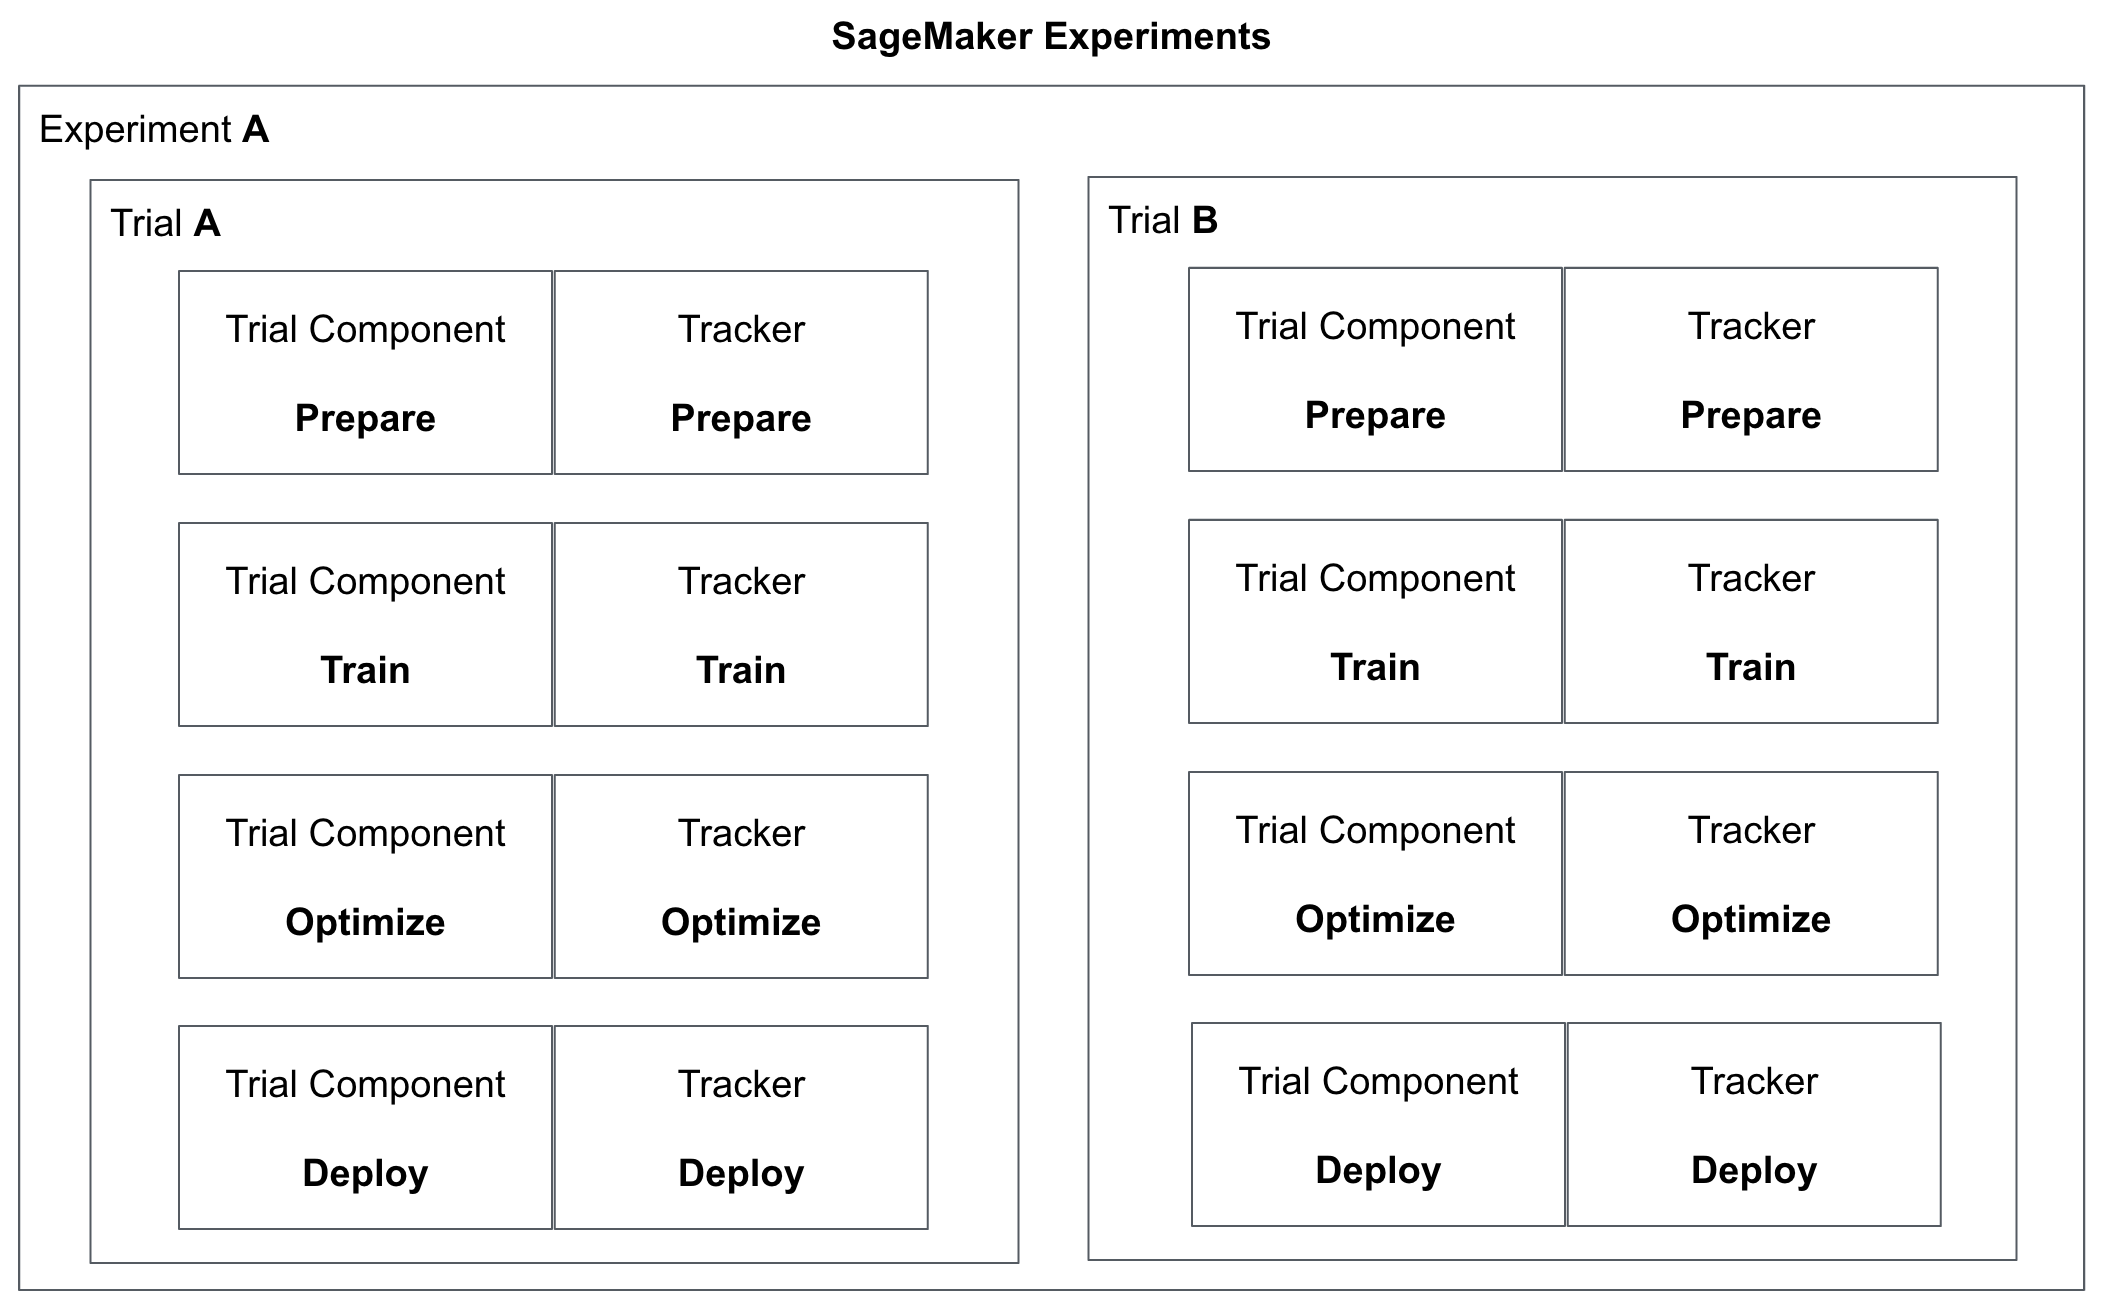 SageMaker Experiments
Experiment A
Trial A
Trial Component
Prepare
Tracker
Prepare
Trial Component
Train
Tracker
Train
Trial Component
Optimize
Tracker
Optimize
Trial Component
Deploy
Tracker
Deploy
Trial B
Trial Component
Prepare
Tracker
Prepare
Trial Component
Train
Tracker
Train
Trial Component
Optimize
Tracker
Optimize
Trial Component
Deploy
Tracker
Deploy